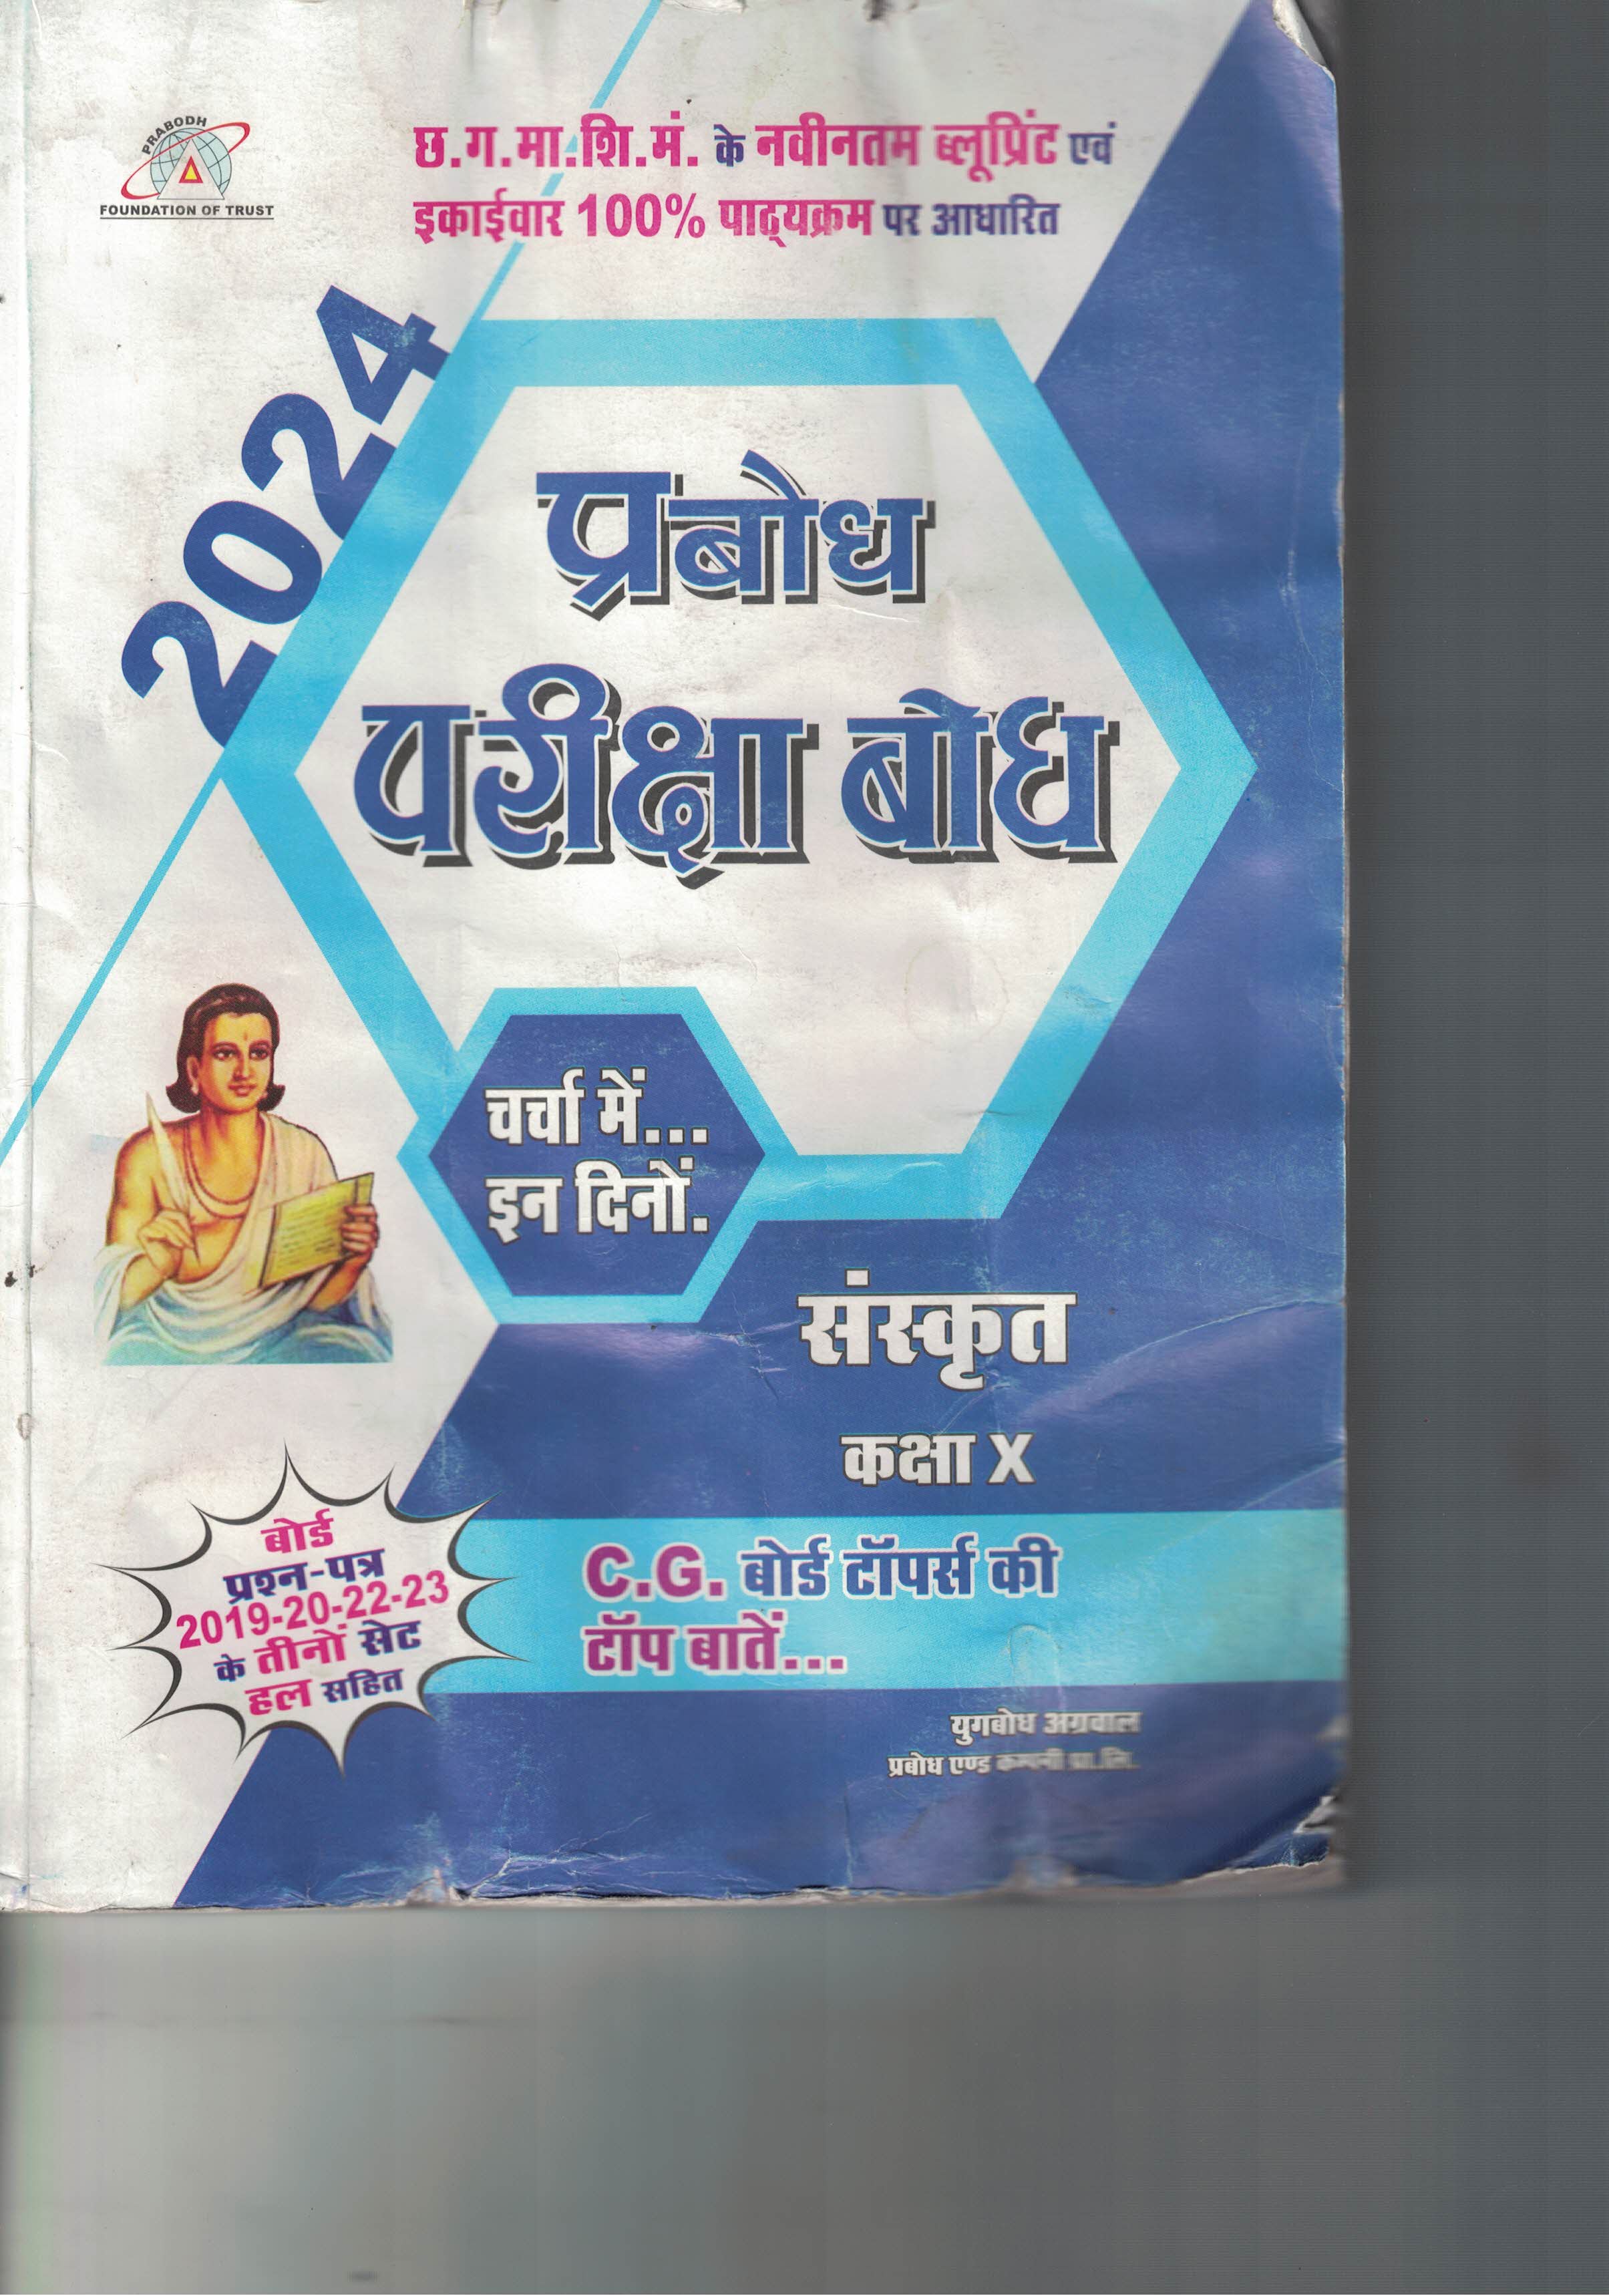 PRABODH
FOUNDATION OF TRUST
छ.ग.मा.शि.मं. के नवीनतम ब्लूप्रिंट एवं
इकाईवार 100% पाठ्यक्रम पर आधारित
2024
प्रबोध
परीक्षा बोध
चर्चा में...
इन दिनों.
संस्कृत
कक्षा X
बोर्ड
प्रश्न-पत्र
2019-20-22-23
के तीनों सेट
हल सहित
C.G. बोर्ड टॉपर्स की
टॉप बातें...
युगबोध अग्रवाल
प्रबोध एण्ड कम्पनी प्रा.लि.